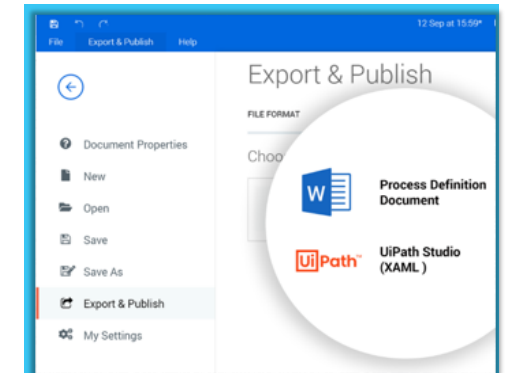 12 Sep at 15:59*
File Export & Publish Help
Export & Publish
FILE FORMAT
Document Properties
New
Open
Save
Save As
Export & Publish
My Settings
Choo
W
Process Definition
Document
UiPath™
UiPath Studio
(XAML )